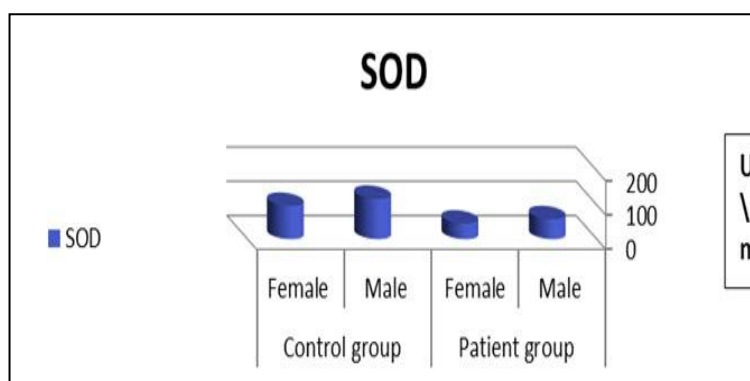 SOD
200
100
0
SOD
Female Male Female Male
Control group Patient group
U
\
m